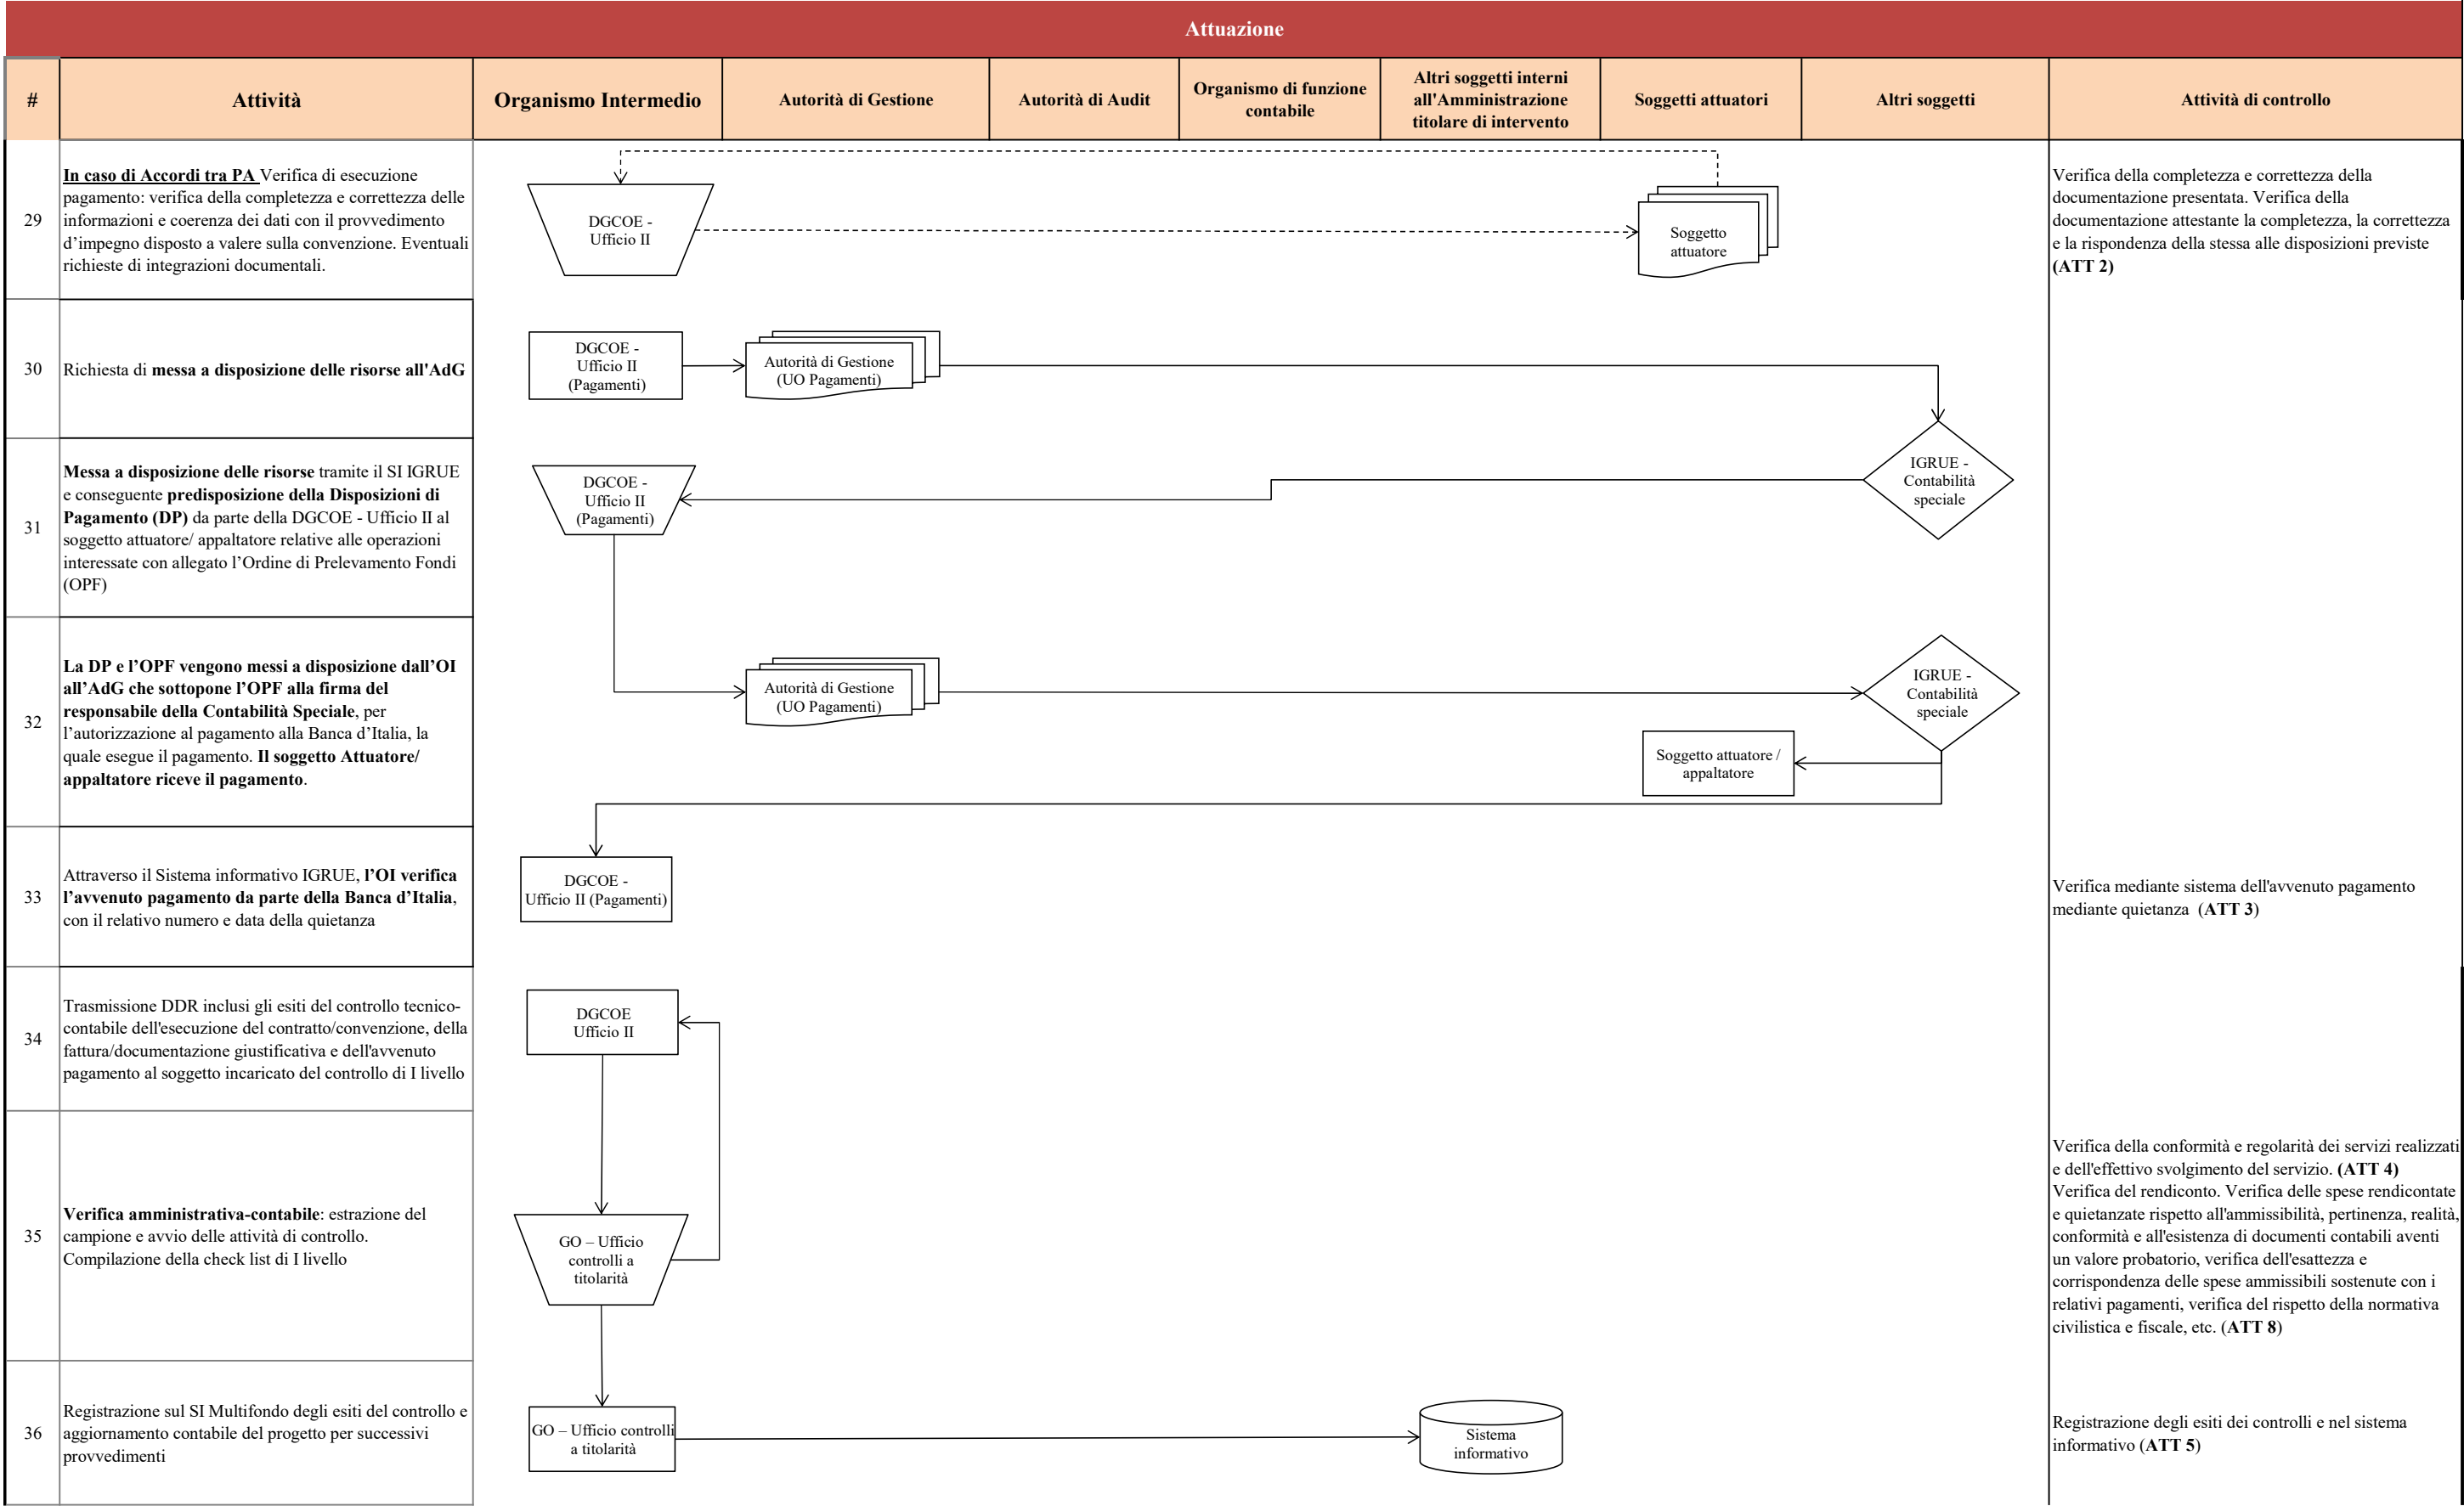 Attuazione
#
Attività
Organismo Intermedio
Autorità di Gestione
Autorità di Audit
Organismo di funzione
contabile
Altri soggetti interni
all'Amministrazione
titolare di intervento
Soggetti attuatori
Altri soggetti
Attività di controllo
29
In caso di Accordi tra PA Verifica di esecuzione
pagamento: verifica della completezza e correttezza delle
informazioni e coerenza dei dati con il provvedimento
d’impegno disposto a valere sulla convenzione. Eventuali
richieste di integrazioni documentali.
DGCOE -
Ufficio II
Soggetto
attuatore
Verifica della completezza e correttezza della
documentazione presentata. Verifica della
documentazione attestante la completezza, la correttezza
e la rispondenza della stessa alle disposizioni previste
(ATT 2)
30
Richiesta di messa a disposizione delle risorse all'AdG
DGCOE -
Ufficio II
(Pagamenti)
Autorità di Gestione
(UO Pagamenti)
31
Messa a disposizione delle risorse tramite il SI IGRUE
e conseguente predisposizione della Disposizioni di
Pagamento (DP) da parte della DGCOE - Ufficio II al
soggetto attuatore/ appaltatore relative alle operazioni
interessate con allegato l’Ordine di Prelevamento Fondi
(OPF)
DGCOE -
Ufficio II
(Pagamenti)
IGRUE -
Contabilità
speciale
32
La DP e l’OPF vengono messi a disposizione dall’OI
all’AdG che sottopone l’OPF alla firma del
responsabile della Contabilità Speciale, per
l’autorizzazione al pagamento alla Banca d’Italia, la
quale esegue il pagamento. Il soggetto Attuatore/
appaltatore riceve il pagamento.
Autorità di Gestione
(UO Pagamenti)
IGRUE -
Contabilità
speciale
Soggetto attuatore /
appaltatore
33
Attraverso il Sistema informativo IGRUE, l’OI verifica
l’avvenuto pagamento da parte della Banca d’Italia,
con il relativo numero e data della quietanza
DGCOE -
Ufficio II (Pagamenti)
Verifica mediante sistema dell'avvenuto pagamento
mediante quietanza (ATT 3)
34
Trasmissione DDR inclusi gli esiti del controllo tecnico-
contabile dell'esecuzione del contratto/convenzione, della
fattura/documentazione giustificativa e dell'avvenuto
pagamento al soggetto incaricato del controllo di I livello
DGCOE
Ufficio II
35
Verifica amministrativa-contabile: estrazione del
campione e avvio delle attività di controllo.
Compilazione della check list di I livello
GO – Ufficio
controlli a
titolarità
Verifica della conformità e regolarità dei servizi realizzati
e dell'effettivo svolgimento del servizio. (ATT 4)
Verifica del rendiconto. Verifica delle spese rendicontate
e quietanzate rispetto all'ammissibilità, pertinenza, realità,
conformità e all'esistenza di documenti contabili aventi
un valore probatorio, verifica dell'esattezza e
corrispondenza delle spese ammissibili sostenute con i
relativi pagamenti, verifica del rispetto della normativa
civilistica e fiscale, etc. (ATT 8)
36
Registrazione sul SI Multifondo degli esiti del controllo e
aggiornamento contabile del progetto per successivi
provvedimenti
GO – Ufficio controlli
a titolarità
Sistema
informativo
Registrazione degli esiti dei controlli e nel sistema
informativo (ATT 5)